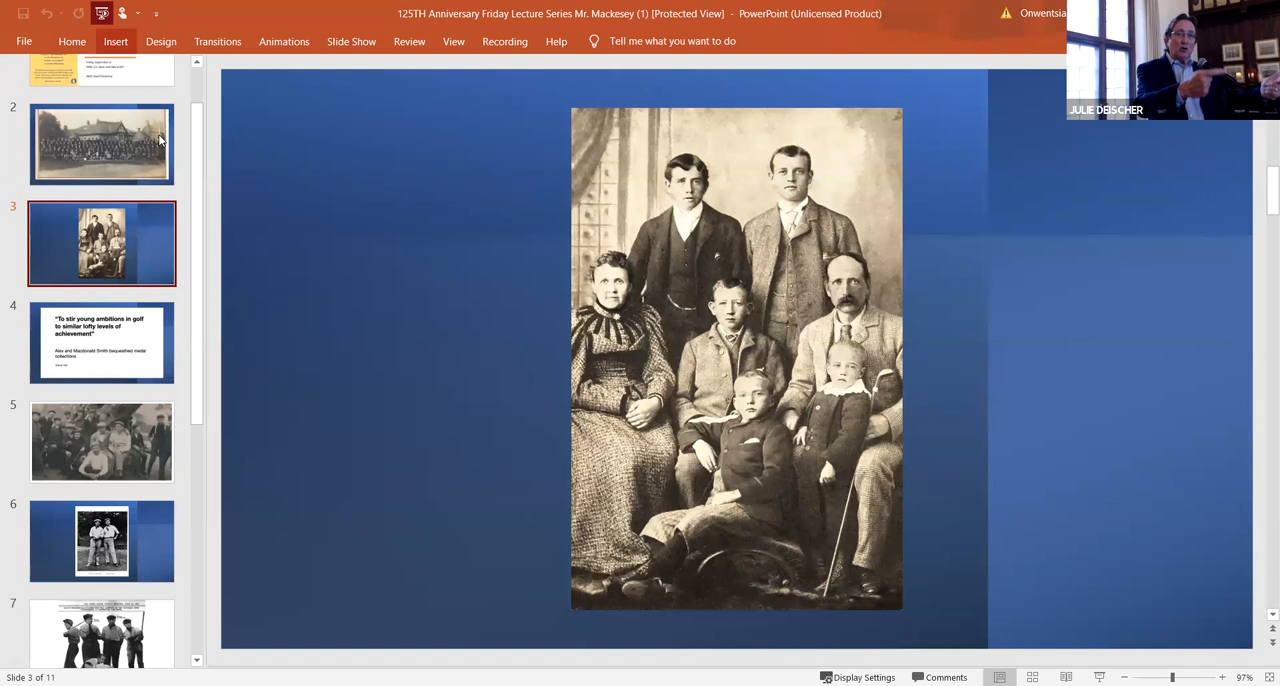 125TH Anniversary Friday Lecture Series Mr. Mackesey (1) [Protected View] - PowerPoint (Unlicensed Product)
Onwentsia
File Home Insert Design Transitions Animations Slide Show Review View Recording Help Tell me what you want to do
JULIE DEISCHER
2
3
4
"To stir young ambitions in golf
to similar lofty levels of
achievement"
Alex and Macdonald Smith bequeathed medal
collections
5
6
7
Slide 3 of 11
Display Settings Comments 97%